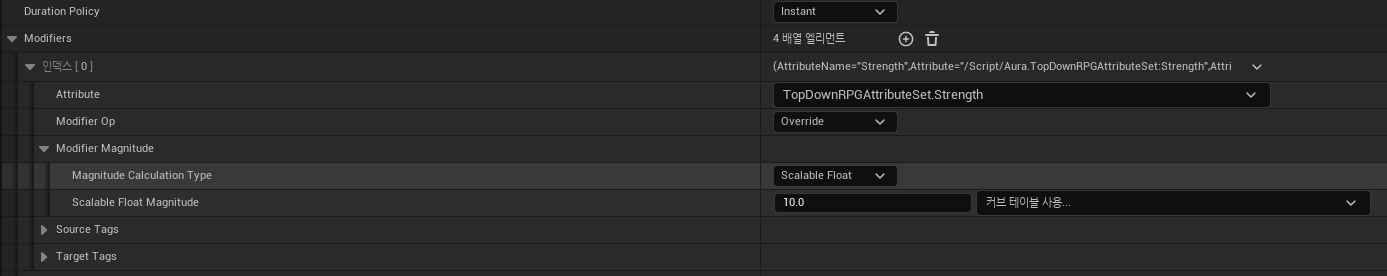 Duration Policy Instant
Modifiers 4 배열 엘리먼트
인덱스 [ 0 ] (AttributeName="Strength",Attribute="/Script/Aura.TopDownRPGAttributeSet:Strength",Attri
Attribute TopDownRPGAttributeSet.Strength
Modifier Op Override
Modifier Magnitude
Magnitude Calculation Type Scalable Float
Scalable Float Magnitude 10.0 커브 테이블 사용...
Source Tags
Target Tags